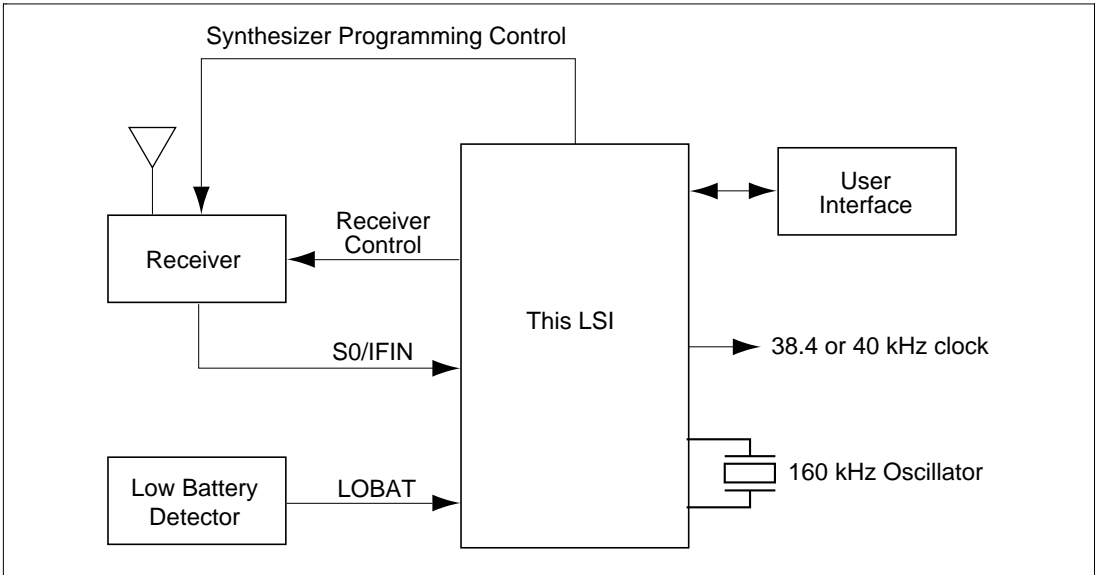 Synthesizer Programming Control
User
Interface
Receiver
Control
Receiver
This LSI
S0/IFIN
38.4 or 40 kHz clock
160 kHz Oscillator
Low Battery
Detector
LOBAT